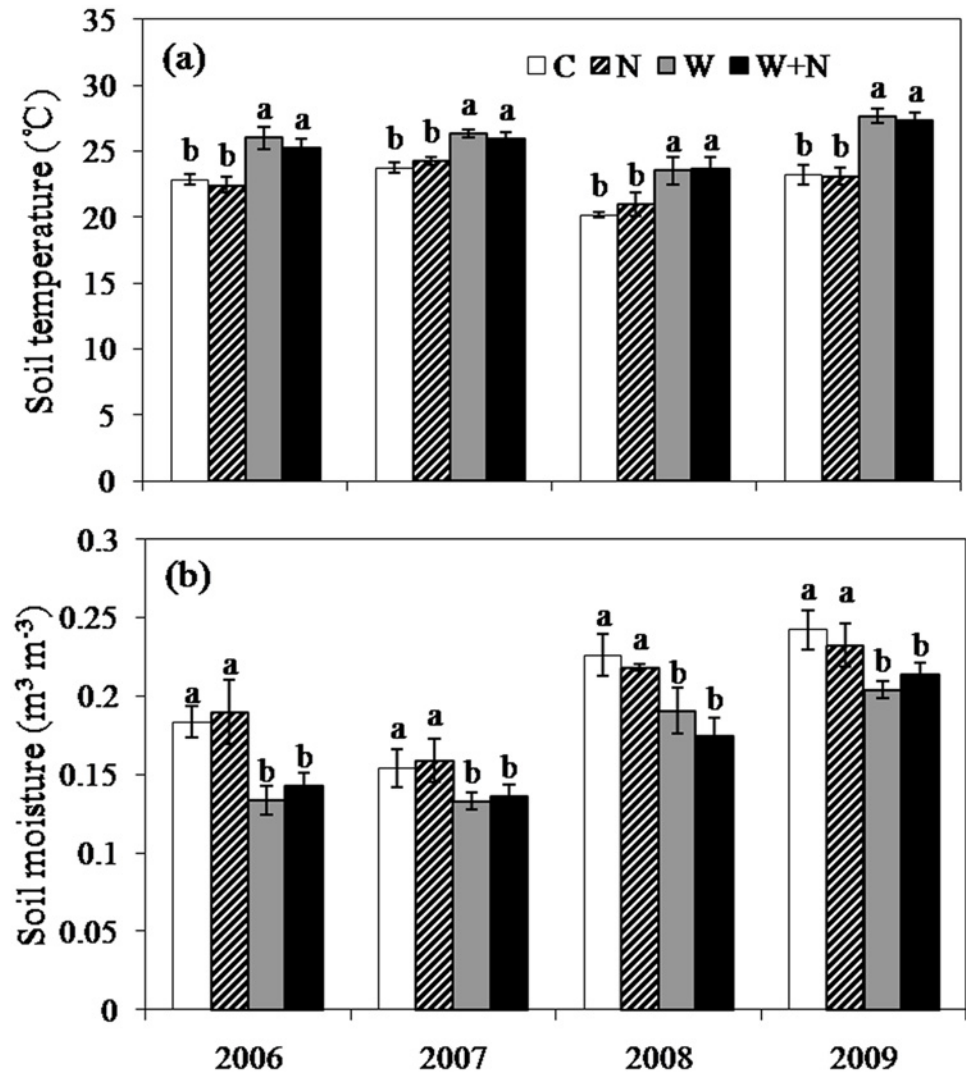 35
(a)
C N W W+N
30
a a
b b a a
a a
b b
a a
b b
b b
25
20
15
10
5
0
Soil temperature (°C)
0.3
(b)
a a
0.25
a a
b b
a a
b b
0.2
a a
b b
b b
0.15
0.1
0.05
0
Soil moisture (m³ m⁻³)
2006 2007 2008 2009